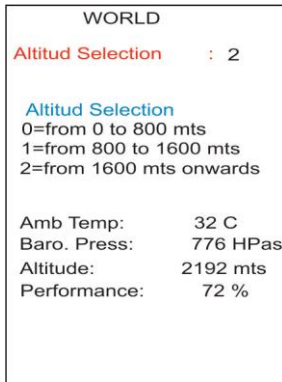 WORLD
Altitud Selection : 2
Altitud Selection
0=from 0 to 800 mts
1=from 800 to 1600 mts
2=from 1600 mts onwards
Amb Temp: 32 C
Baro. Press: 776 HPas
Altitude: 2192 mts
Performance: 72 %